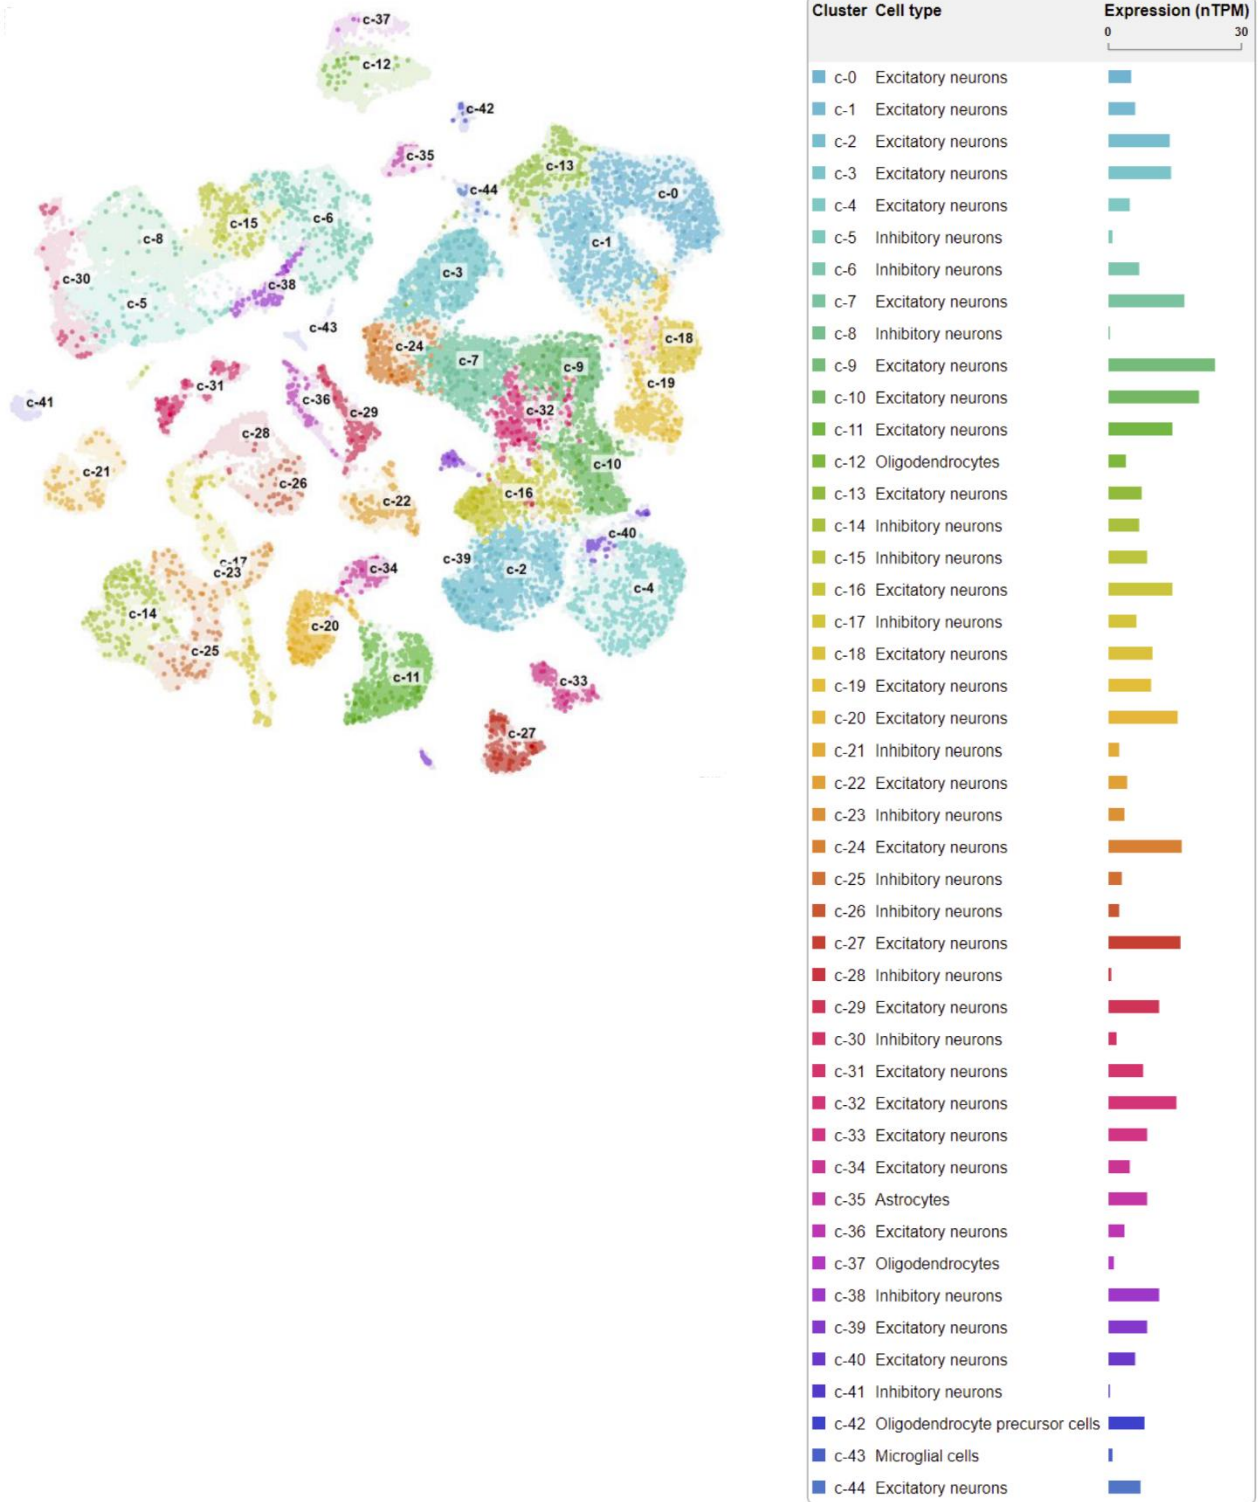 c-37
c-12
c-42
c-35
c-13
c-44
c-0
c-15
c-6
c-8
c-1
c-3
c-30
c-38
c-5
c-43
c-18
c-24
c-7
c-9
c-19
c-31
c-36
c-41
c-29
c-32
c-28
c-10
c-21
c-26
c-16
c-22
c-40
c-39
c-17
c-2
c-34
c-23
c-4
c-14
c-20
c-25
c-11
c-33
c-27
Cluster Cell type Expression (nTPM)
0 30
c-0 Excitatory neurons
c-1 Excitatory neurons
c-2 Excitatory neurons
c-3 Excitatory neurons
c-4 Excitatory neurons
c-5 Inhibitory neurons
c-6 Inhibitory neurons
c-7 Excitatory neurons
c-8 Inhibitory neurons
c-9 Excitatory neurons
c-10 Excitatory neurons
c-11 Excitatory neurons
c-12 Oligodendrocytes
c-13 Excitatory neurons
c-14 Inhibitory neurons
c-15 Inhibitory neurons
c-16 Excitatory neurons
c-17 Inhibitory neurons
c-18 Excitatory neurons
c-19 Excitatory neurons
c-20 Excitatory neurons
c-21 Inhibitory neurons
c-22 Excitatory neurons
c-23 Inhibitory neurons
c-24 Excitatory neurons
c-25 Inhibitory neurons
c-26 Inhibitory neurons
c-27 Excitatory neurons
c-28 Inhibitory neurons
c-29 Excitatory neurons
c-30 Inhibitory neurons
c-31 Excitatory neurons
c-32 Excitatory neurons
c-33 Excitatory neurons
c-34 Excitatory neurons
c-35 Astrocytes
c-36 Excitatory neurons
c-37 Oligodendrocytes
c-38 Inhibitory neurons
c-39 Excitatory neurons
c-40 Excitatory neurons
c-41 Inhibitory neurons
c-42 Oligodendrocyte precursor cells
c-43 Microglial cells
c-44 Excitatory neurons